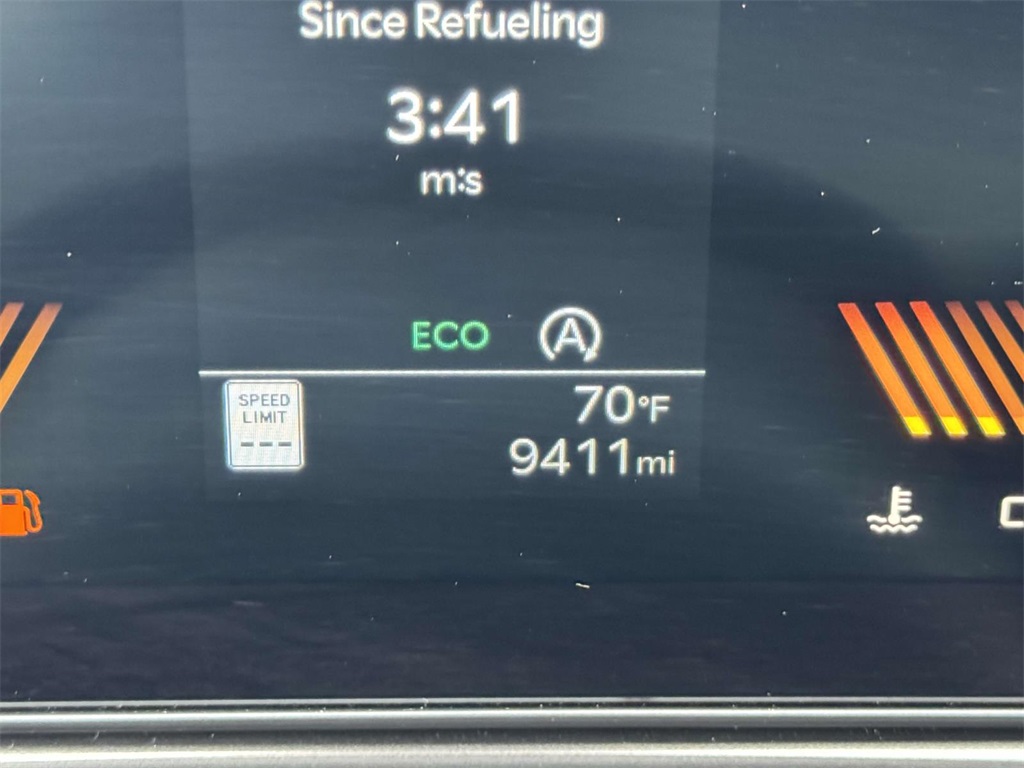 Since Refueling
3:41
m:s
ECO A
SPEED
LIMIT
---
70°F
9411mi